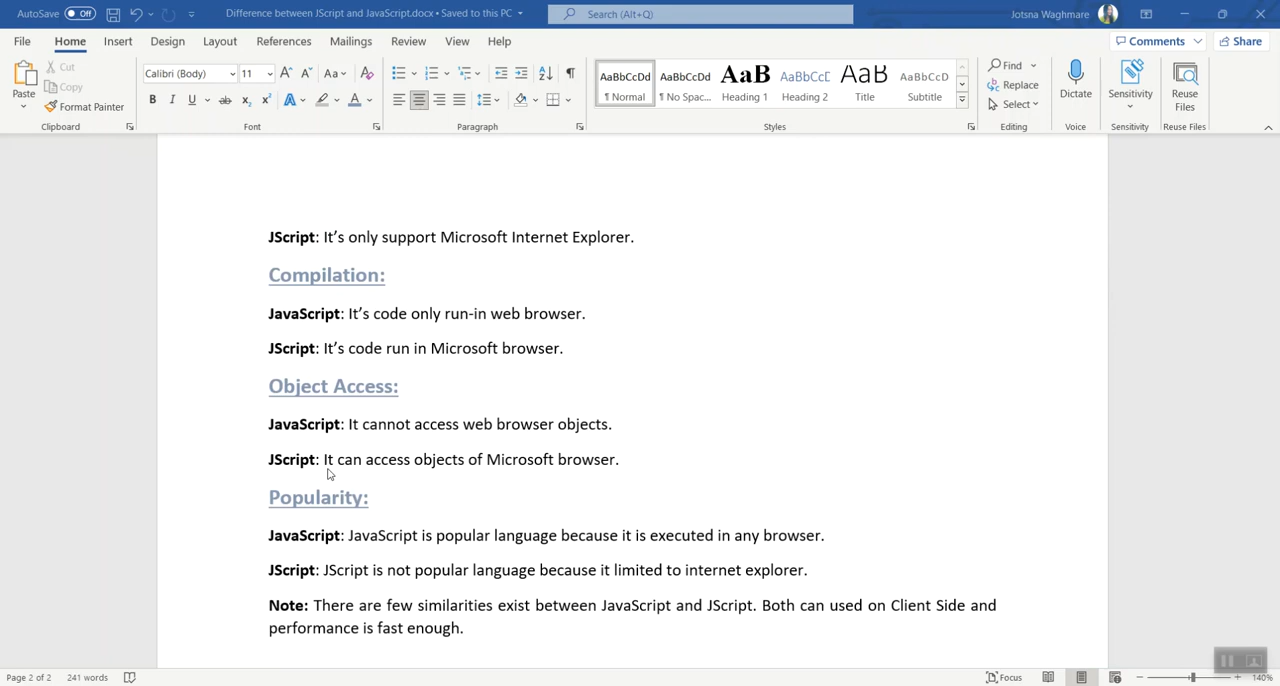 AutoSave Off Difference between JScript and JavaScript.docx • Saved to this PC Search (Alt+Q) Jotsna Waghmare
File Home Insert Design Layout References Mailings Review View Help Comments Share
Paste Cut Copy Format Painter
Calibri (Body) 11 A A Aa A
B I U ab x₂ x² A A
AaBbCcDd AaBbCcDd AaBbC AaBbCcD AaB AaBbCcD
¶ Normal ¶ No Spac... Heading 1 Heading 2 Title Subtitle
Find Replace Select
Dictate Sensitivity Reuse Files
Clipboard Font Paragraph Styles Editing Voice Sensitivity Reuse Files
JScript: It’s only support Microsoft Internet Explorer.
Compilation:
JavaScript: It’s code only run-in web browser.
JScript: It’s code run in Microsoft browser.
Object Access:
JavaScript: It cannot access web browser objects.
JScript: It can access objects of Microsoft browser.
Popularity:
JavaScript: JavaScript is popular language because it is executed in any browser.
JScript: JScript is not popular language because it limited to internet explorer.
Note: There are few similarities exist between JavaScript and JScript. Both can used on Client Side and
performance is fast enough.
Page 2 of 2 241 words Focus 140%